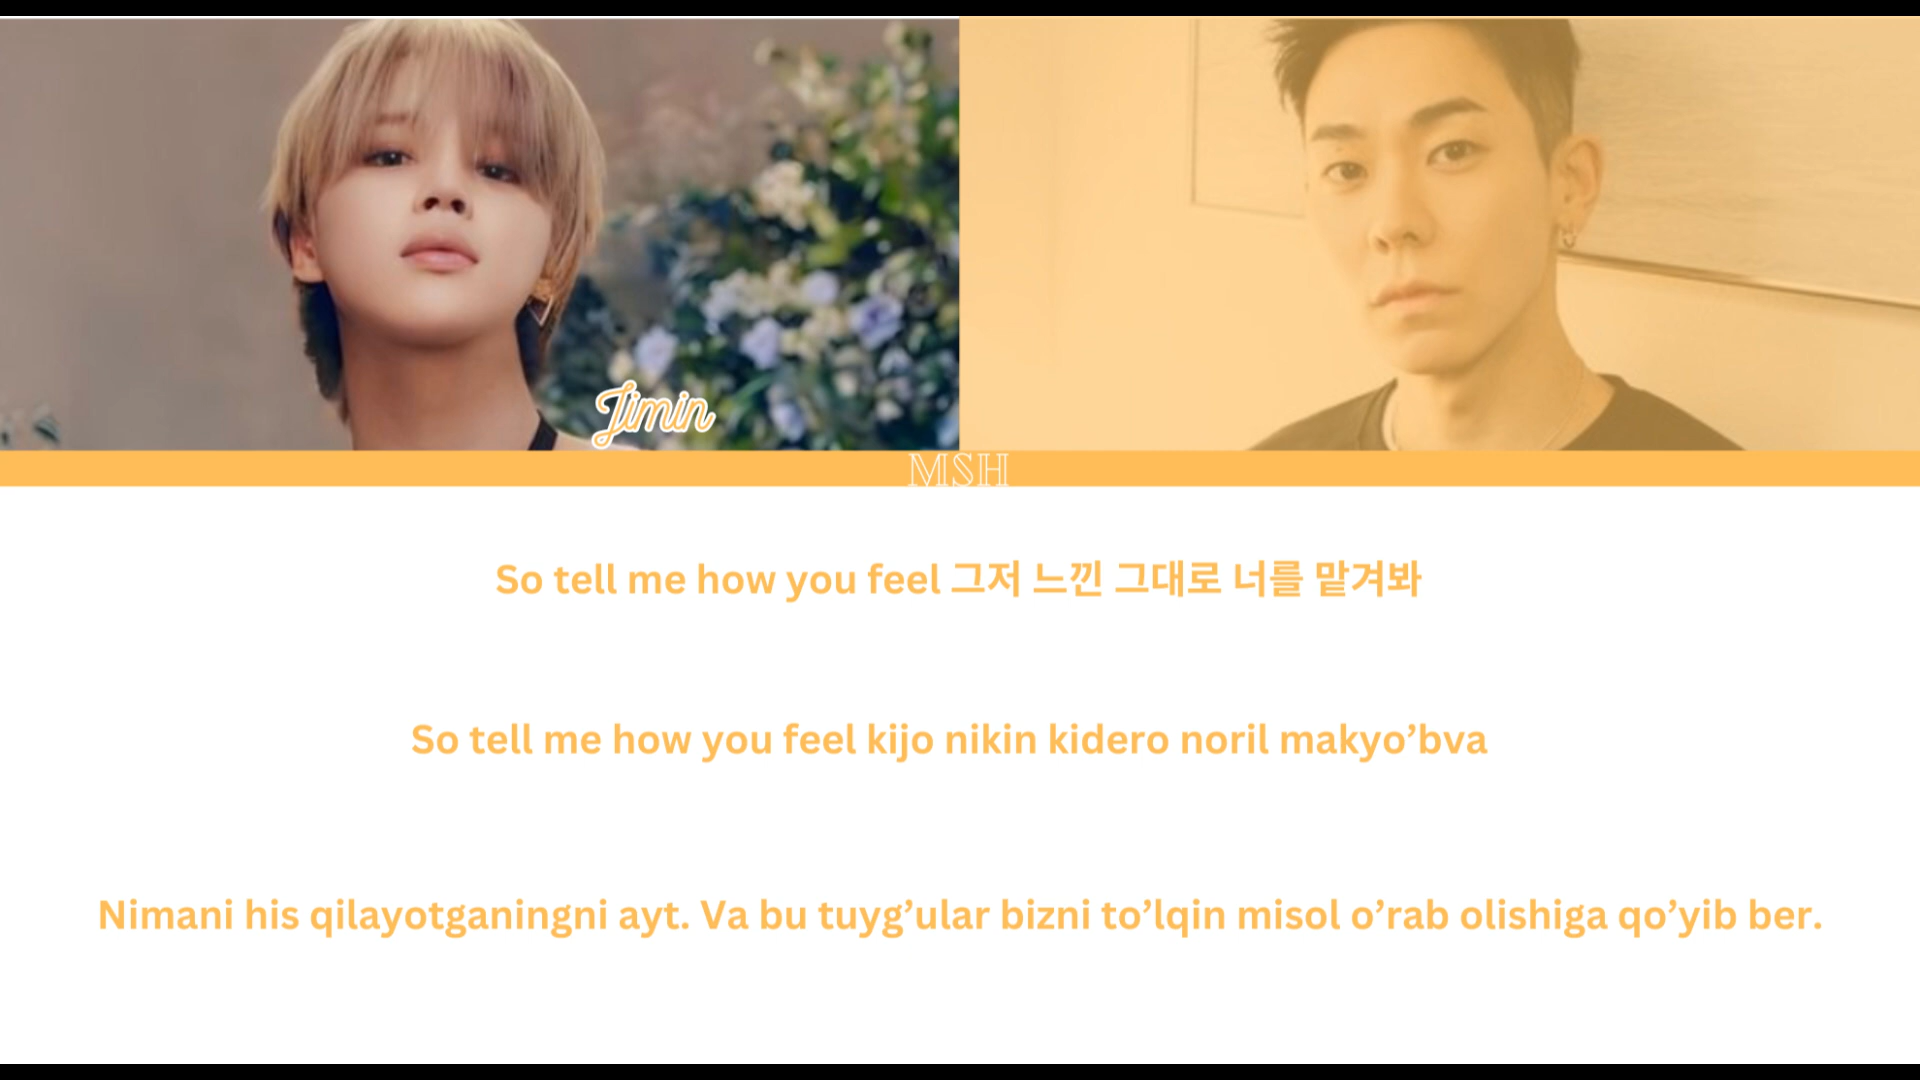 Jimin
MSH
So tell me how you feel 그저 느낀 그대로 너를 맡겨봐
So tell me how you feel kijo nikin kidero noril makyo’bva
Nimani his qilayotganingni ayt. Va bu tuyg’ular bizni to’lqin misol o’rab olishiga qo’yib ber.